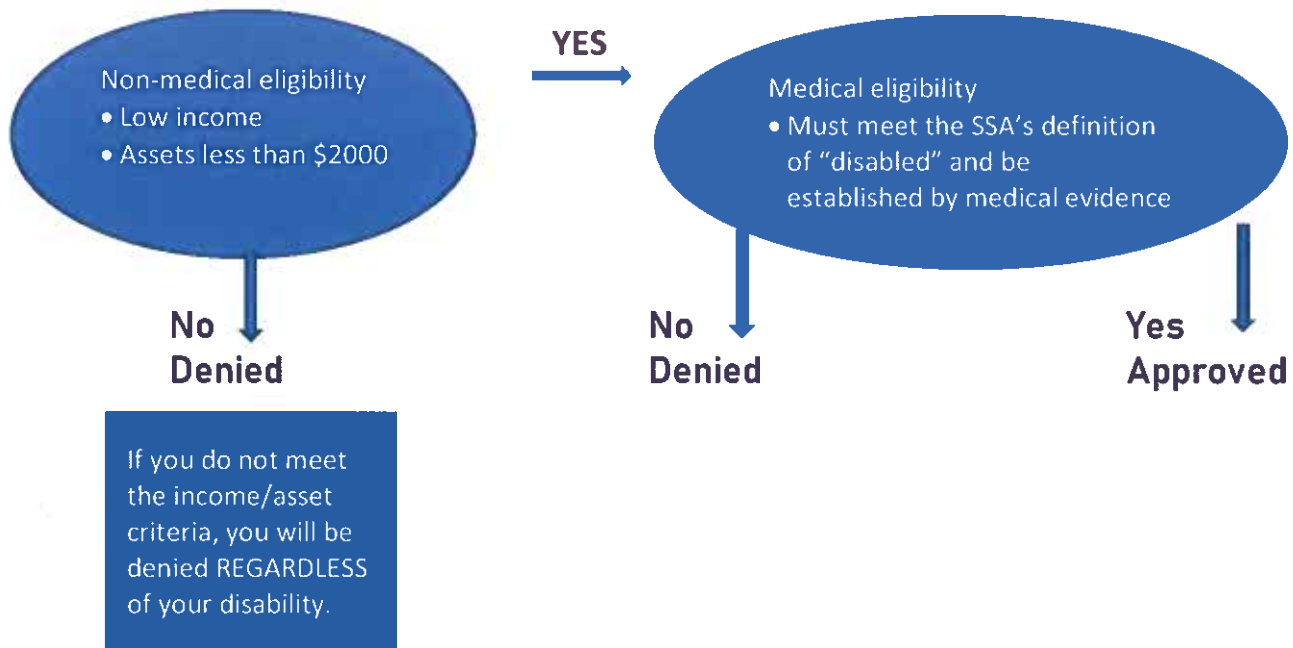 Non-medical eligibility
• Low income
• Assets less than $2000
YES
Medical eligibility
• Must meet the SSA’s definition
of “disabled” and be
established by medical evidence
No
Denied
No
Denied
Yes
Approved
If you do not meet
the income/asset
criteria, you will be
denied REGARDLESS
of your disability.